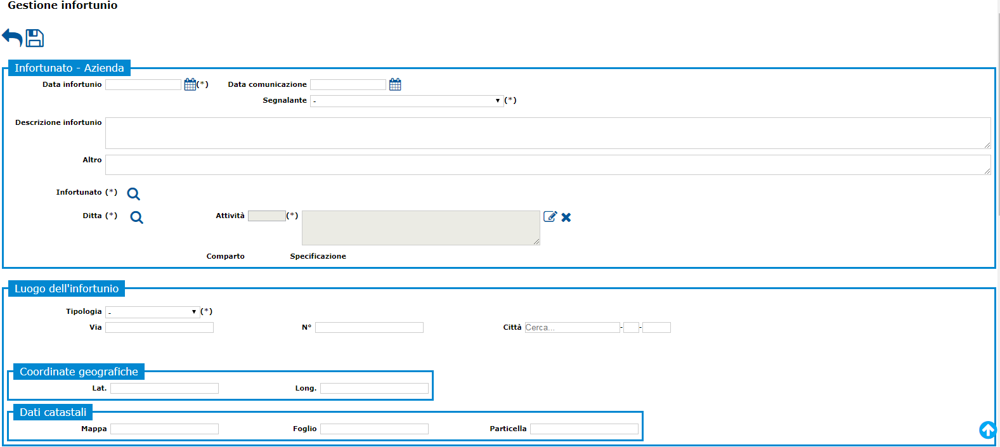 Gestione infortunio
Infortunato - Azienda
Data infortunio (*) Data comunicazione
Segnalante - (*)
Descrizione infortunio
Altro
Infortunato (*)
Ditta (*) Attività (*)
Comparto Specificazione
Luogo dell'infortunio
Tipologia - (*)
Via N° Città Cerca... - -
Coordinate geografiche
Lat. Long.
Dati catastali
Mappa Foglio Particella